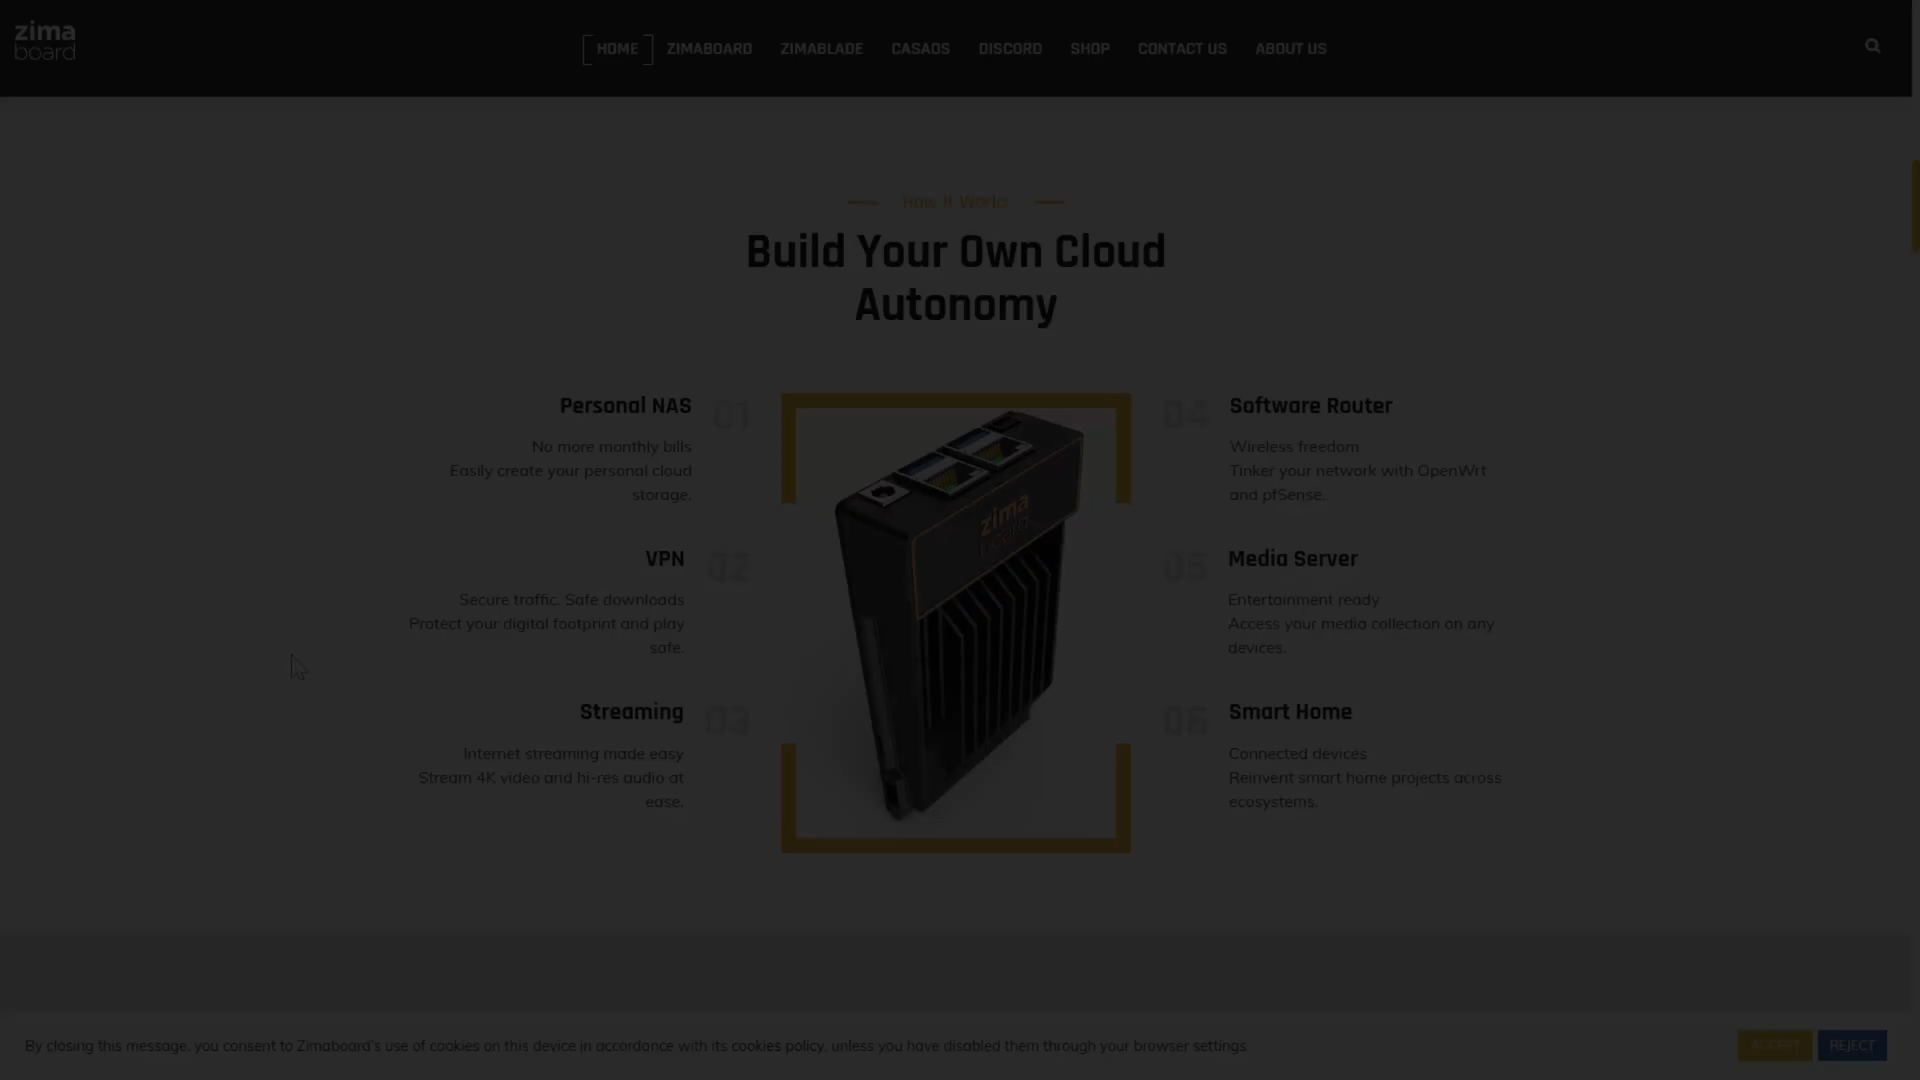 zima
board
HOME
ZIMABOARD
ZIMABLADE
CASAOS
DISCORD
SHOP
CONTACT US
ABOUT US
How It Works
Build Your Own Cloud
Autonomy
Personal NAS
01
No more monthly bills
Easily create your personal cloud
storage.
VPN
02
Secure traffic. Safe downloads
Protect your digital footprint and play
safe.
Streaming
03
Internet streaming made easy
Stream 4K video and hi-res audio at
ease.
zima
board
04
Software Router
Wireless freedom
Tinker your network with OpenWrt
and pfSense.
05
Media Server
Entertainment ready
Access your media collection on any
devices.
06
Smart Home
Connected devices
Reinvent smart home projects across
ecosystems.
By closing this message, you consent to Zimaboard's use of cookies on this device in accordance with its cookies policy, unless you have disabled them through your browser settings
ACCEPT
REJECT